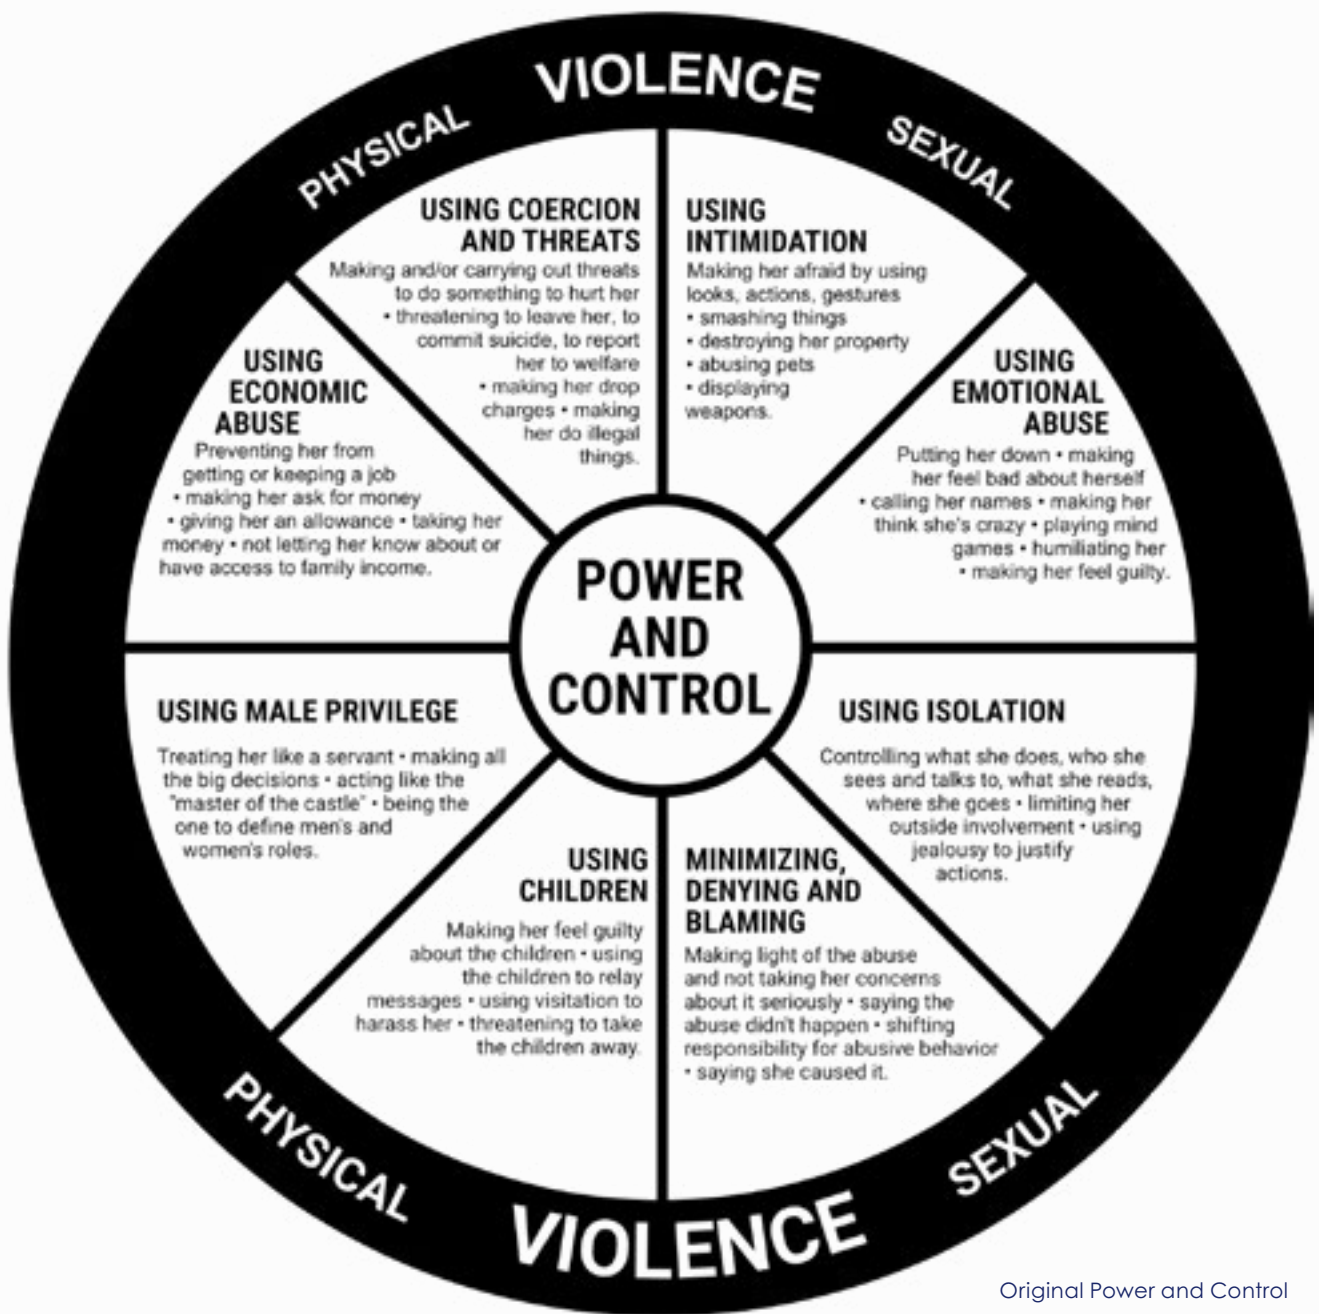 VIOLENCE
PHYSICAL
SEXUAL
USING COERCION
AND THREATS
Making and/or carrying out threats
to do something to hurt her
• threatening to leave her, to
commit suicide, to report
her to welfare
• making her drop
charges • making
her do illegal
things.
USING
INTIMIDATION
Making her afraid by using
looks, actions, gestures
• smashing things
• destroying her property
• abusing pets
• displaying
weapons.
USING
EMOTIONAL
ABUSE
Putting her down • making
her feel bad about herself
• calling her names • making her
think she's crazy • playing mind
games • humiliating her
• making her feel guilty.
USING ISOLATION
Controlling what she does, who she
sees and talks to, what she reads,
where she goes • limiting her
outside involvement • using
jealousy to justify
actions.
MINIMIZING,
DENYING AND
BLAMING
Making light of the abuse
and not taking her concerns
about it seriously • saying the
abuse didn't happen • shifting
responsibility for abusive behavior
• saying she caused it.
USING
CHILDREN
Making her feel guilty
about the children • using
the children to relay
messages • using visitation to
harass her • threatening to take
the children away.
USING MALE PRIVILEGE
Treating her like a servant • making all
the big decisions • acting like the
"master of the castle" • being the
one to define men's and
women's roles.
USING
ECONOMIC
ABUSE
Preventing her from
getting or keeping a job
• making her ask for money
• giving her an allowance • taking her
money • not letting her know about or
have access to family income.
POWER
AND
CONTROL
PHYSICAL
VIOLENCE
SEXUAL
Original Power and Control